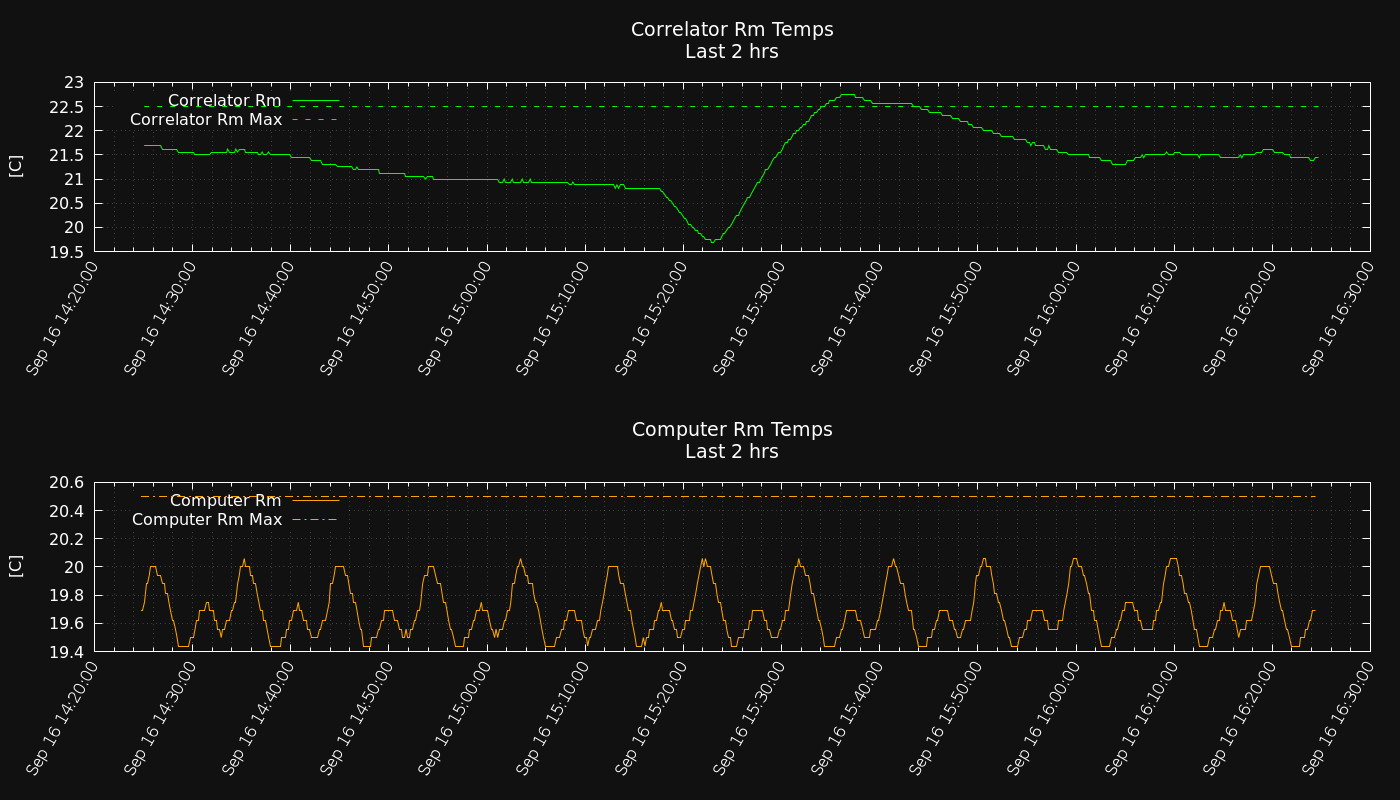 Correlator Rm Temps
Last 2 hrs
[C]
23
22.5
22
21.5
21
20.5
20
19.5
Correlator Rm
Correlator Rm Max
Sep 16 14:20:00
Sep 16 14:30:00
Sep 16 14:40:00
Sep 16 14:50:00
Sep 16 15:00:00
Sep 16 15:10:00
Sep 16 15:20:00
Sep 16 15:30:00
Sep 16 15:40:00
Sep 16 15:50:00
Sep 16 16:00:00
Sep 16 16:10:00
Sep 16 16:20:00
Sep 16 16:30:00
Computer Rm Temps
Last 2 hrs
[C]
20.6
20.4
20.2
20
19.8
19.6
19.4
Computer Rm
Computer Rm Max
Sep 16 14:20:00
Sep 16 14:30:00
Sep 16 14:40:00
Sep 16 14:50:00
Sep 16 15:00:00
Sep 16 15:10:00
Sep 16 15:20:00
Sep 16 15:30:00
Sep 16 15:40:00
Sep 16 15:50:00
Sep 16 16:00:00
Sep 16 16:10:00
Sep 16 16:20:00
Sep 16 16:30:00